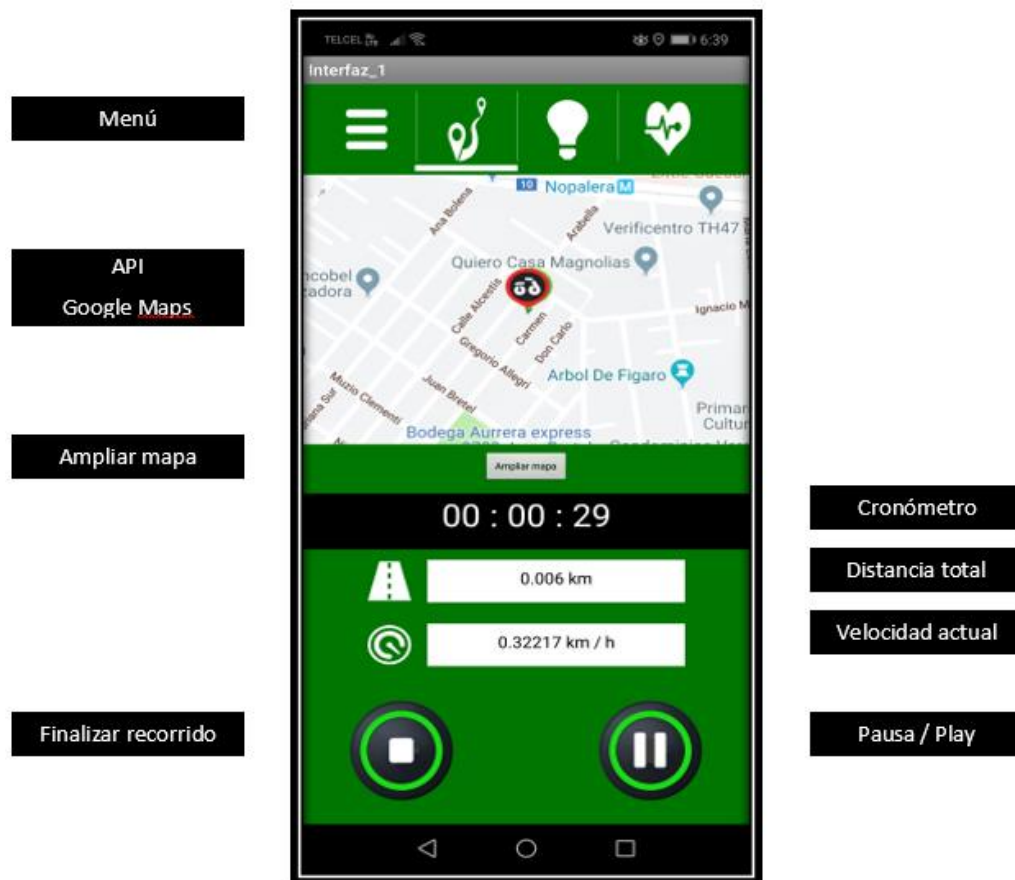 TELCEL
6:39
Interfaz_1
Menú
10 Nopalera M
Ana Bolena
Arabella
Verificentro TH47
API
Google Maps
Quiero Casa Magnolias
Calle Alcestis
Carmen
Don Carlo
Ignacio M
Gregorio Allegri
Arbol De Figaro
Muzio Clementi
Juan Bretel
Primar
Cultur
Bodega Aurrera express
Ampliar mapa
Ampliar mapa
00 : 00 : 29
Cronómetro
0.006 km
Distancia total
0.32217 km / h
Velocidad actual
Finalizar recorrido
Pausa / Play